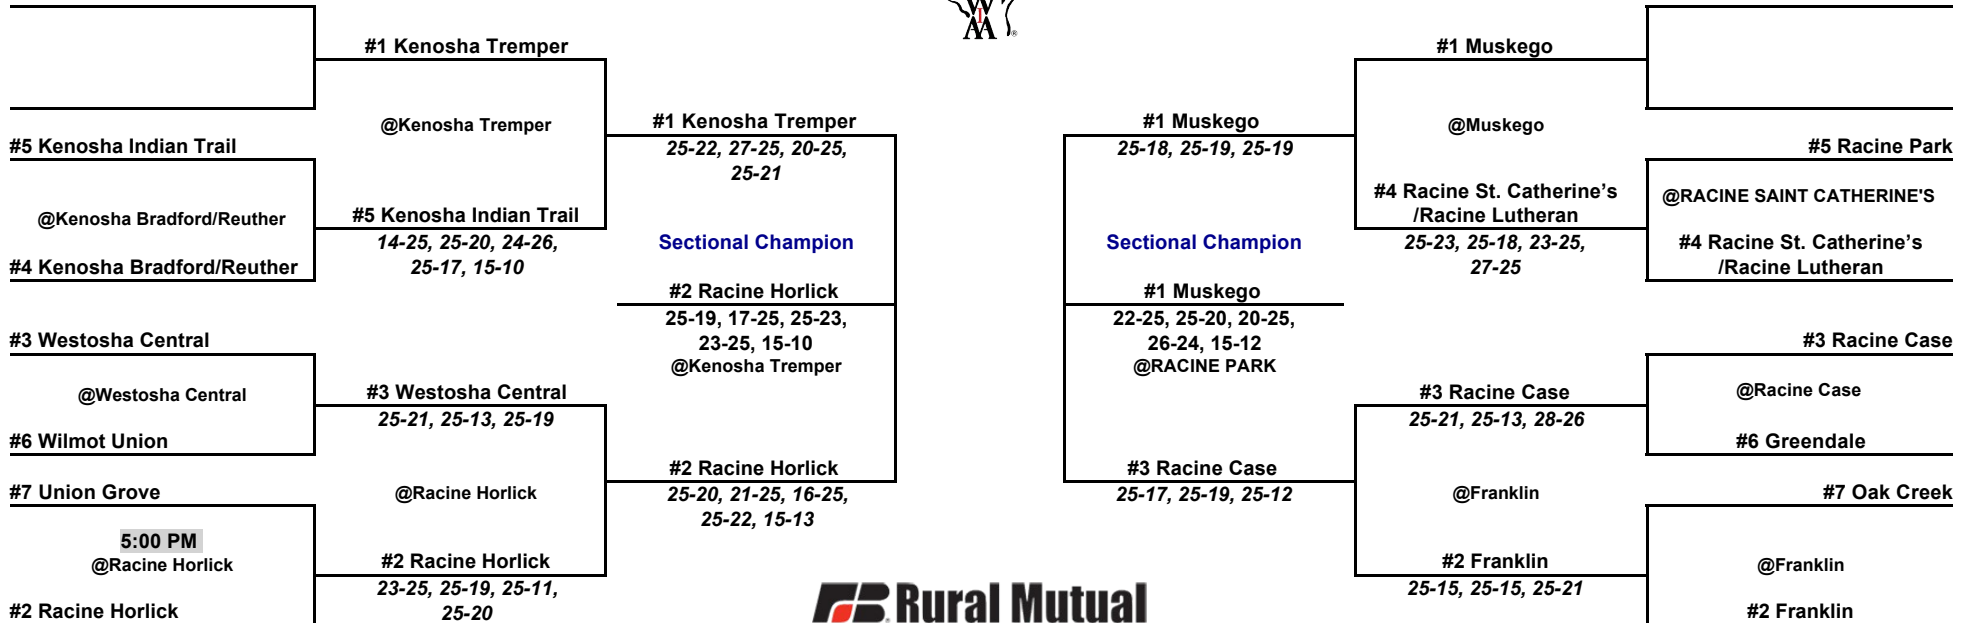 W
I
AA
®
#1 Kenosha Tremper
@Kenosha Tremper
#5 Kenosha Indian Trail
@Kenosha Bradford/Reuther
#4 Kenosha Bradford/Reuther
#5 Kenosha Indian Trail
14-25, 25-20, 24-26,
25-17, 15-10
#1 Kenosha Tremper
25-22, 27-25, 20-25,
25-21
Sectional Champion
#2 Racine Horlick
25-19, 17-25, 25-23,
23-25, 15-10
@Kenosha Tremper
#3 Westosha Central
@Westosha Central
#6 Wilmot Union
#3 Westosha Central
25-21, 25-13, 25-19
@Racine Horlick
#7 Union Grove
5:00 PM
@Racine Horlick
#2 Racine Horlick
#2 Racine Horlick
23-25, 25-19, 25-11,
25-20
#2 Racine Horlick
25-20, 21-25, 16-25,
25-22, 15-13
#1 Muskego
25-18, 25-19, 25-19
Sectional Champion
#1 Muskego
22-25, 25-20, 20-25,
26-24, 15-12
@RACINE PARK
#3 Racine Case
25-17, 25-19, 25-12
#1 Muskego
@Muskego
#4 Racine St. Catherine’s
/Racine Lutheran
25-23, 25-18, 23-25,
27-25
#5 Racine Park
@RACINE SAINT CATHERINE'S
#4 Racine St. Catherine’s
/Racine Lutheran
#3 Racine Case
@Racine Case
#6 Greendale
#3 Racine Case
25-21, 25-13, 28-26
@Franklin
#2 Franklin
25-15, 25-15, 25-21
#7 Oak Creek
@Franklin
#2 Franklin
FB Rural Mutual